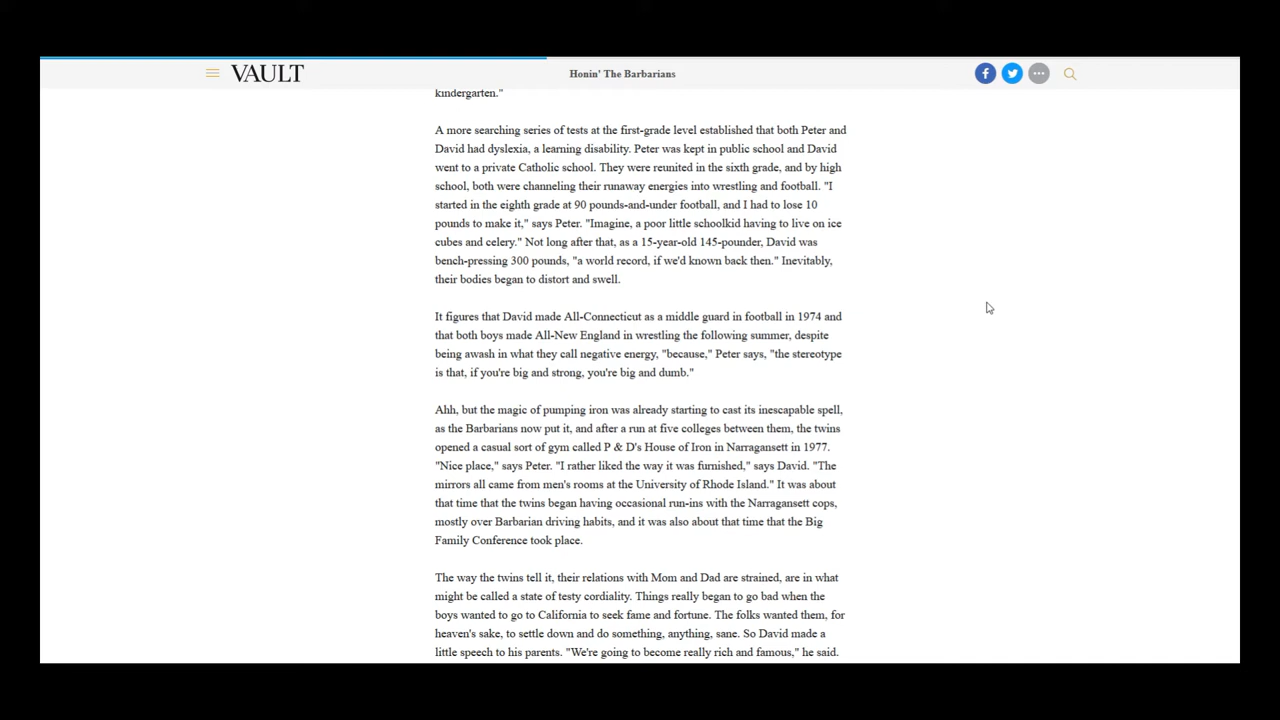 VAULT
Honin' The Barbarians
kindergarten."
A more searching series of tests at the first-grade level established that both Peter and
David had dyslexia, a learning disability. Peter was kept in public school and David
went to a private Catholic school. They were reunited in the sixth grade, and by high
school, both were channeling their runaway energies into wrestling and football. "I
started in the eighth grade at 90 pounds-and-under football, and I had to lose 10
pounds to make it," says Peter. "Imagine, a poor little schoolkid having to live on ice
cubes and celery." Not long after that, as a 15-year-old 145-pounder, David was
bench-pressing 300 pounds, "a world record, if we'd known back then." Inevitably,
their bodies began to distort and swell.
It figures that David made All-Connecticut as a middle guard in football in 1974 and
that both boys made All-New England in wrestling the following summer, despite
being awash in what they call negative energy, "because," Peter says, "the stereotype
is that, if you're big and strong, you're big and dumb."
Ahh, but the magic of pumping iron was already starting to cast its inescapable spell,
as the Barbarians now put it, and after a run at five colleges between them, the twins
opened a casual sort of gym called P & D's House of Iron in Narragansett in 1977.
"Nice place," says Peter. "I rather liked the way it was furnished," says David. "The
mirrors all came from men's rooms at the University of Rhode Island." It was about
that time that the twins began having occasional run-ins with the Narragansett cops,
mostly over Barbarian driving habits, and it was also about that time that the Big
Family Conference took place.
The way the twins tell it, their relations with Mom and Dad are strained, are in what
might be called a state of testy cordiality. Things really began to go bad when the
boys wanted to go to California to seek fame and fortune. The folks wanted them, for
heaven's sake, to settle down and do something, anything, sane. So David made a
little speech to his parents. "We're going to become really rich and famous," he said.